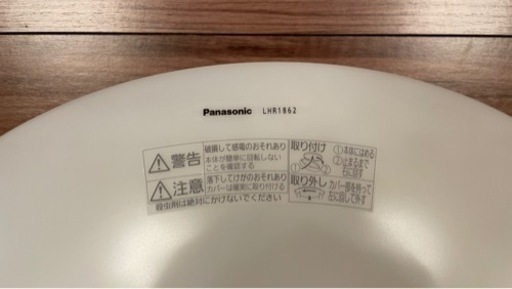 Panasonic LHR1862
警告
破損して感電のおそれあり
本体が簡単に回転しない
ことを確認する
注意
落下してけがのおそれあり
カバーは確実に取り付ける
殺虫剤は絶対にかけないでください
取り付け
①本体にはめる
②止まるまで
右に回す
取り外し
カバー部を持って
左に回して外す